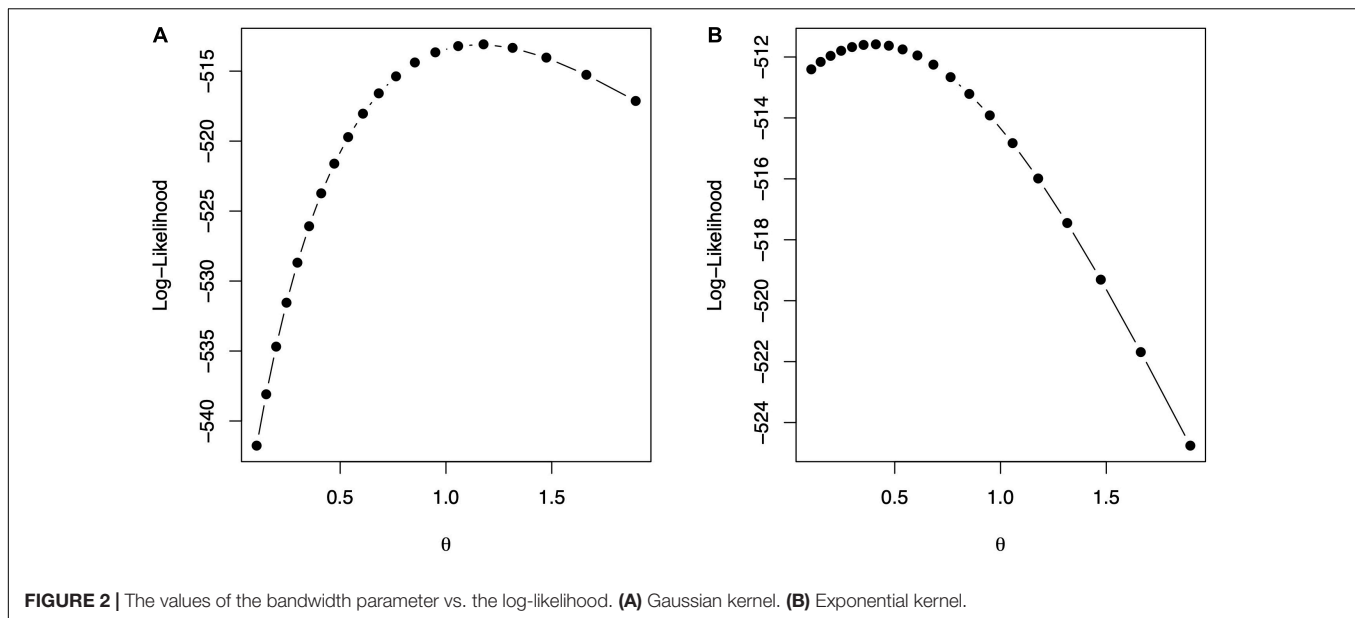 A
Log−Likelihood
−515
−520
−525
−530
−535
−540
0.5 1.0 1.5
θ
B
Log−Likelihood
−512
−514
−516
−518
−520
−522
−524
0.5 1.0 1.5
θ
FIGURE 2 | The values of the bandwidth parameter vs. the log-likelihood. (A) Gaussian kernel. (B) Exponential kernel.